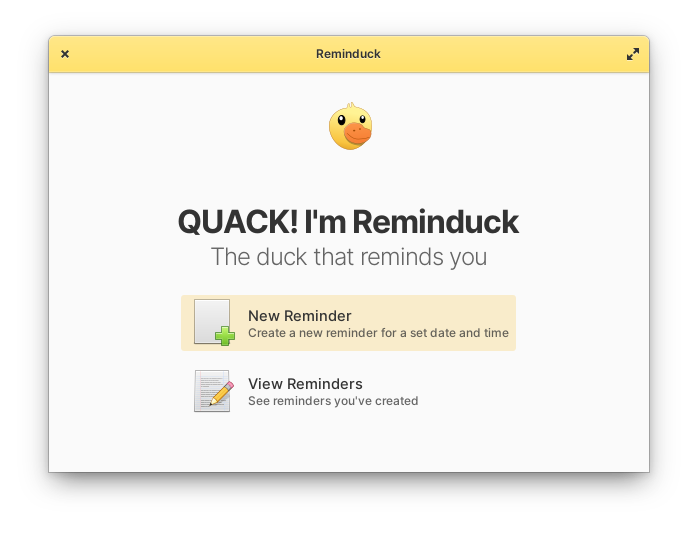 Reminduck
QUACK! I'm Reminduck
The duck that reminds you
New Reminder
Create a new reminder for a set date and time
View Reminders
See reminders you've created